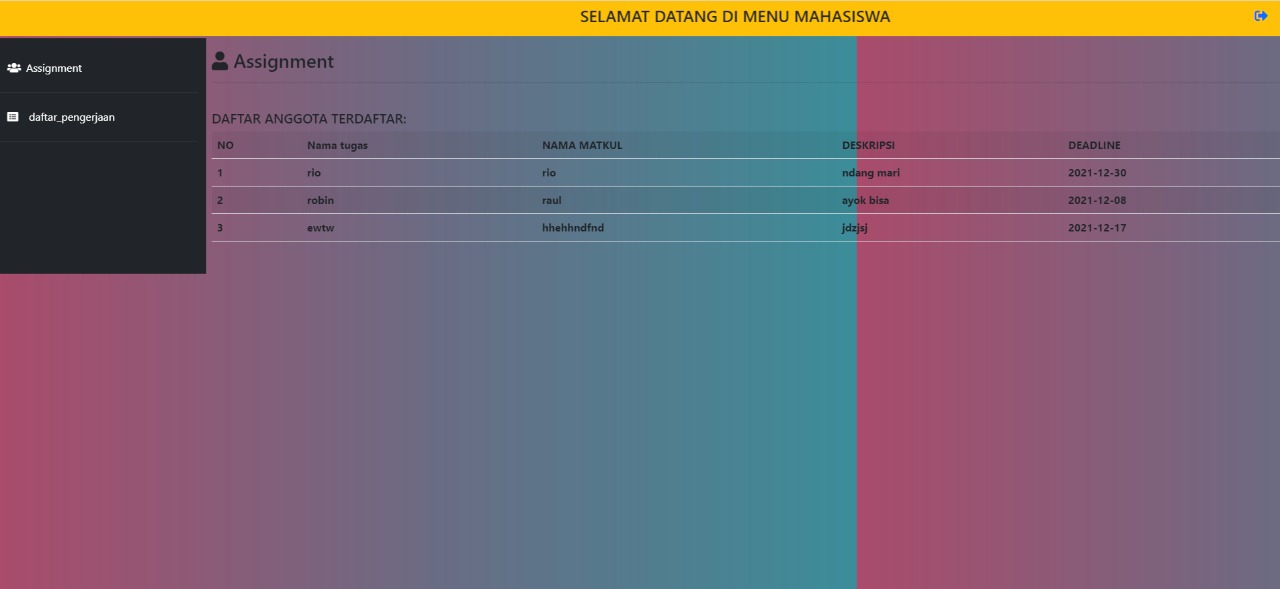 SELAMAT DATANG DI MENU MAHASISWA
Assignment
daftar_pengerjaan
Assignment
DAFTAR ANGGOTA TERDAFTAR:
NO Nama tugas NAMA MATKUL DESKRIPSI DEADLINE
1 rio rio ndang mari 2021-12-30
2 robin raul ayok bisa 2021-12-08
3 ewtw hhehhndfnd jdzjsj 2021-12-17